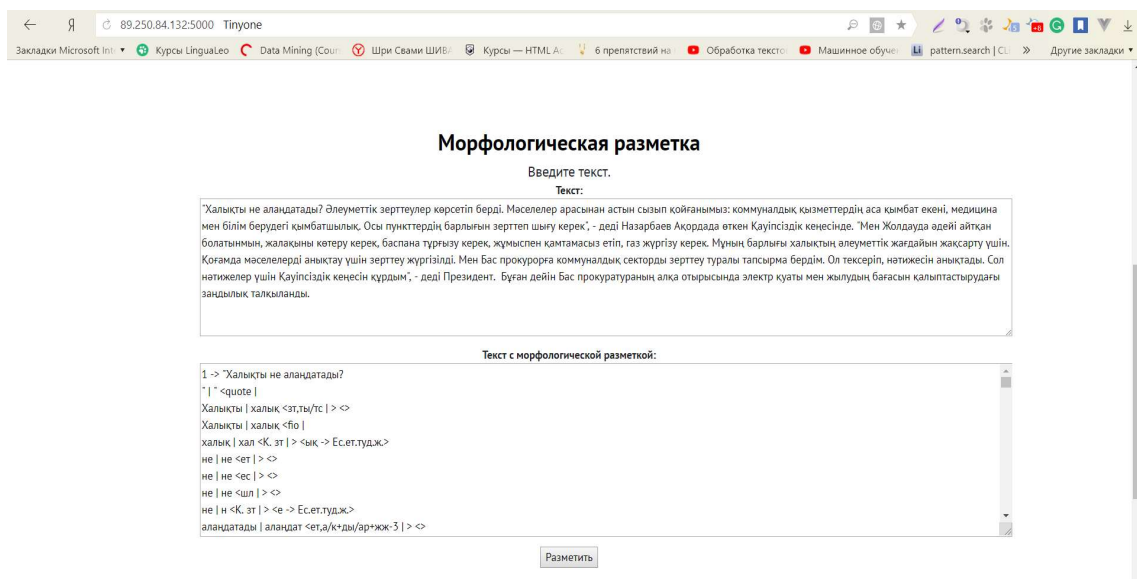 89.250.84.132:5000 Tinyone
Закладки Microsoft Int Курсы LinguaLeo Data Mining (Cour Шри Свами ШИВ Курсы — HTML Ac 6 препятствий на Обработка тексто Машинное обуче pattern.search | CL » Другие закладки
Морфологическая разметка
Введите текст.
Текст:
"Халықты не алаңдатады? Әлеуметтік зерттеулер көрсетіп берді. Мәселелер арасынан астын сызып қойғанымыз: коммуналдық қызметтердің аса қымбат екені, медицина
мен білім берудегі қымбатшылық. Осы пункттердің барлығын зерттеп шығу керек", - деді Назарбаев Ақордада өткен Қауіпсіздік кеңесінде. "Мен Жолдауда әдейі айтқан
болатынмын, жалақыны көтеру керек, баспана тұрғызу керек, жұмыспен қамтамасыз етіп, газ жүргізу керек. Мұның барлығы халықтың әлеуметтік жағдайын жақсарту үшін.
Қоғамда мәселелерді анықтау үшін зерттеу жүргізілді. Мен Бас прокурорға коммуналдық секторды зерттеу туралы тапсырма бердім. Ол тексеріп, нәтижесін анықтады. Сол
нәтижелер үшін Қауіпсіздік кеңесін құрдым", - деді Президент. Бұған дейін Бас прокуратураның алқа отырысында электр қуаты мен жылудың бағасын қалыптастырудағы
заңдылық талқыланды.
Текст с морфологической разметкой:
1 -> "Халықты не алаңдатады?
" | " <quote |
Халықты | халық <зт,ты/тс | > <>
Халықты | халық <fio |
халық | хал <К. зт | > <ық -> Ес.ет.туд.ж.>
не | не <ет | > <>
не | не <ес | > <>
не | не <шл | > <>
не | н <К. зт | > <е -> Ес.ет.туд.ж.>
алаңдатады | алаңдат <ет,а/к+ды/ар+жж-3 | > <>
Разметить